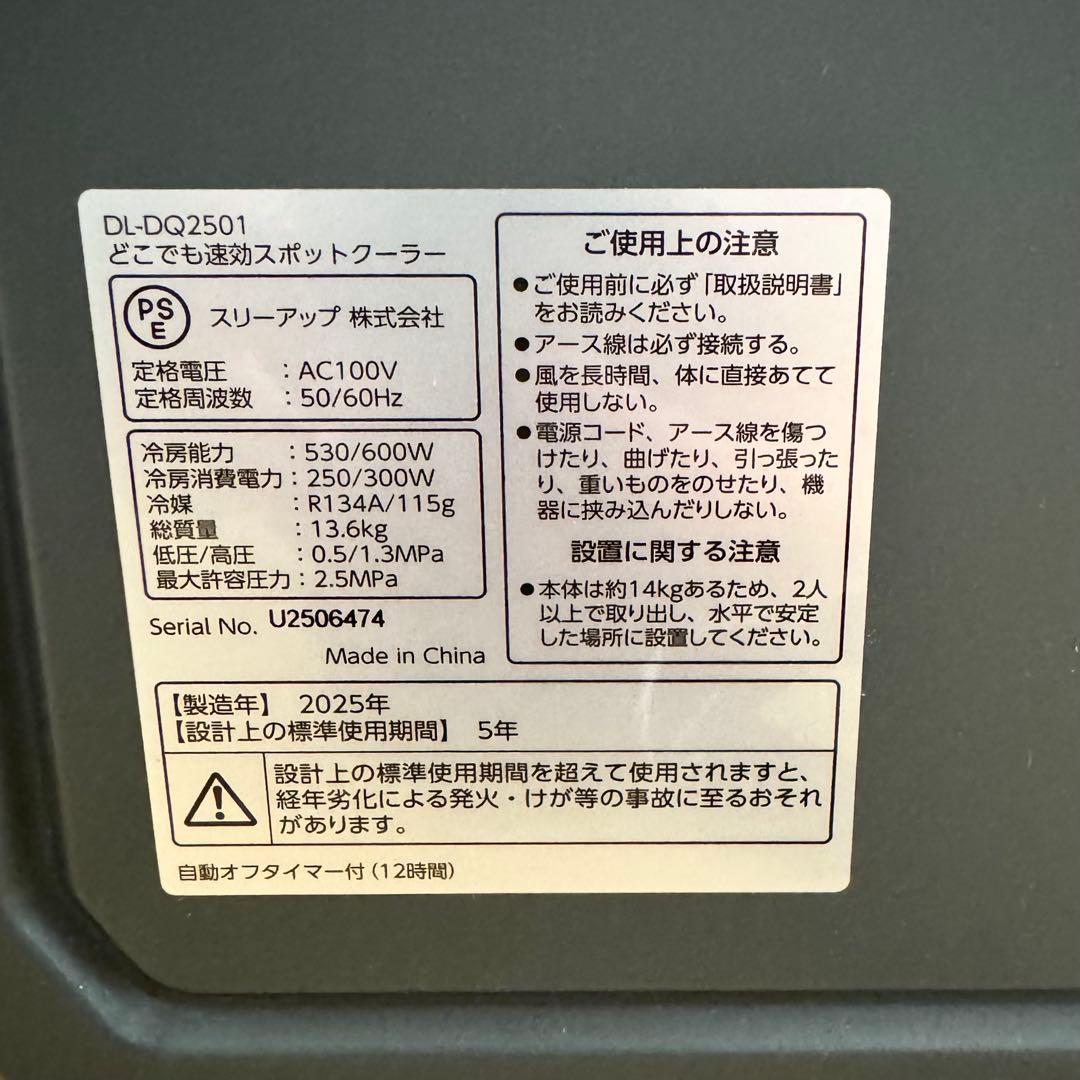 DL-DQ2501
どこでも速効スポットクーラー
PS
E
スリーアップ 株式会社
定格電圧 : AC100V
定格周波数 : 50/60Hz
冷房能力 : 530/600W
冷房消費電力 : 250/300W
冷媒 : R134A/115g
総質量 : 13.6kg
低圧/高圧 : 0.5/1.3MPa
最大許容圧力 : 2.5MPa
Serial No. U2506474
Made in China
ご使用上の注意
●ご使用前に必ず「取扱説明書」
をお読みください。
●アース線は必ず接続する。
●風を長時間、体に直接あてて
使用しない。
●電源コード、アース線を傷つ
けたり、曲げたり、引っ張った
り、重いものをのせたり、機
器に挟み込んだりしない。
設置に関する注意
●本体は約14kgあるため、2人
以上で取り出し、水平で安定
した場所に設置してください。
【製造年】 2025年
【設計上の標準使用期間】 5年
設計上の標準使用期間を超えて使用されますと、
経年劣化による発火・けが等の事故に至るおそれ
があります。
自動オフタイマー付(12時間)